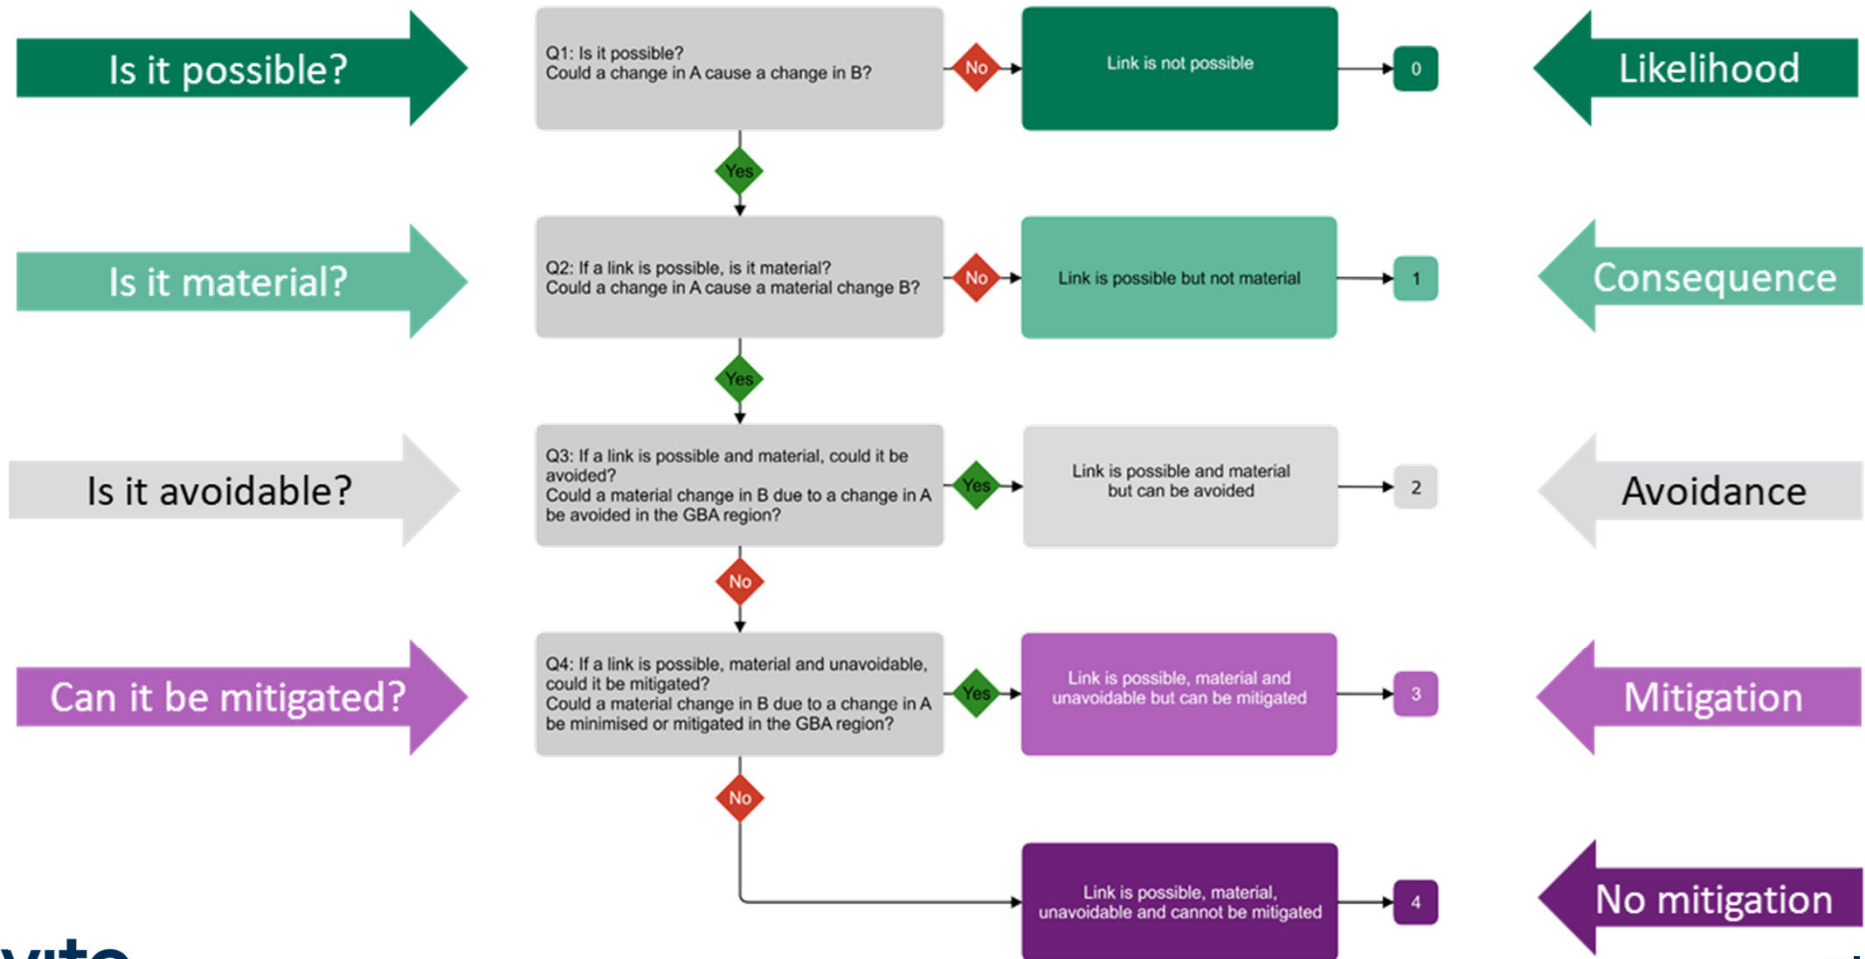 Is it possible?
Q1: Is it possible?
Could a change in A cause a change in B?
No
Link is not possible
0
Likelihood
Yes
Is it material?
Q2: If a link is possible, is it material?
Could a change in A cause a material change B?
No
Link is possible but not material
1
Consequence
Yes
Is it avoidable?
Q3: If a link is possible and material, could it be
avoided?
Could a material change in B due to a change in A
be avoided in the GBA region?
Yes
Link is possible and material
but can be avoided
2
Avoidance
No
Can it be mitigated?
Q4: If a link is possible, material and unavoidable,
could it be mitigated?
Could a material change in B due to a change in A
be minimised or mitigated in the GBA region?
Yes
Link is possible, material and
unavoidable but can be mitigated
3
Mitigation
No
Link is possible, material,
unavoidable and cannot be mitigated
4
No mitigation